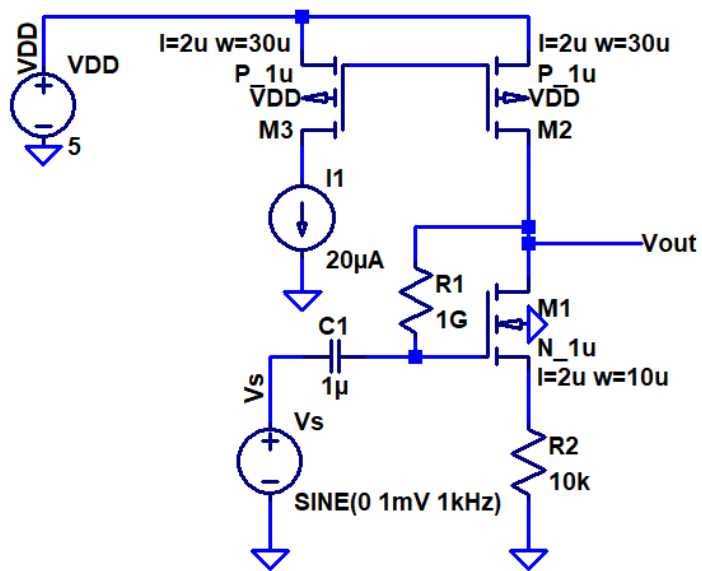 VDD
VDD
5
l=2u w=30u
P_1u
VDD
M3
l=2u w=30u
P_1u
VDD
M2
I1
20µA
Vout
R1
1G
M1
N_1u
l=2u w=10u
C1
1µ
Vs
Vs
SINE(0 1mV 1kHz)
R2
10k